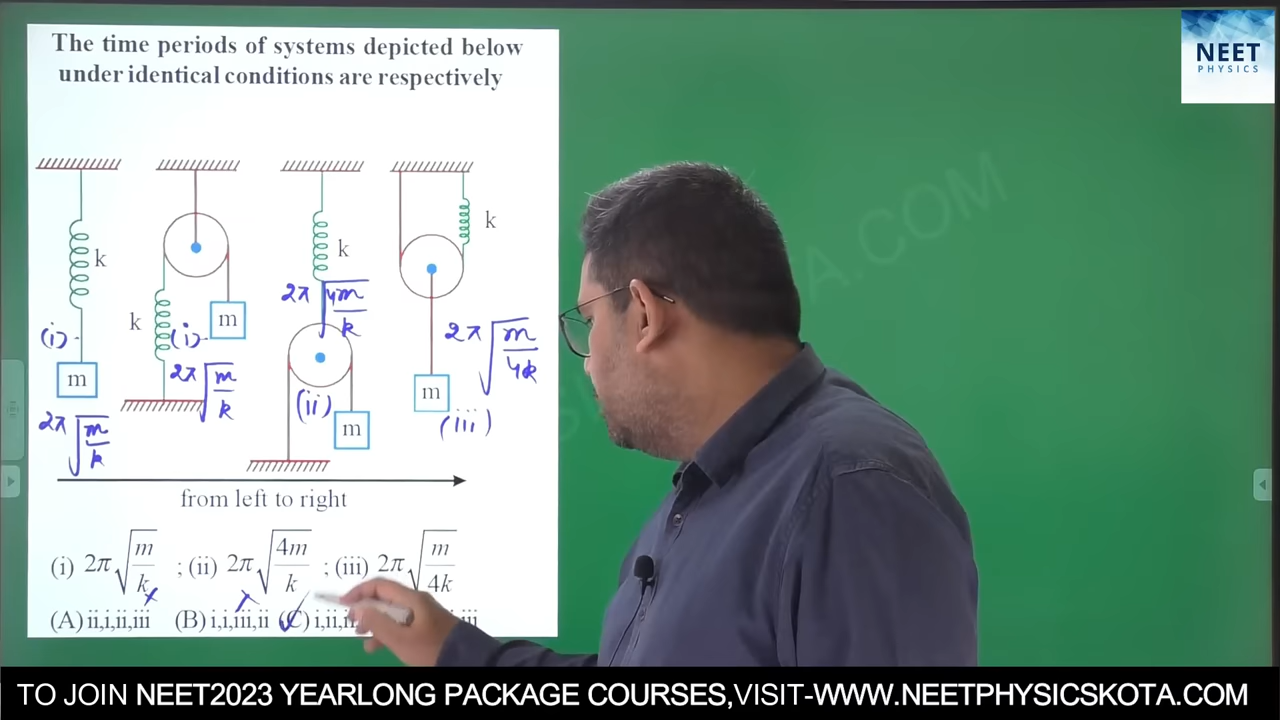 The time periods of systems depicted below
under identical conditions are respectively
NEET
PHYSICS
k
m
(i)
2π√m/k
k
m
(i)
2π√m/k
k
2π√4m/k
(ii)
m
k
2π√m/4k
m
(iii)
from left to right
(i) 2π√m/k ; (ii) 2π√4m/k ; (iii) 2π√m/4k
(A) ii,i,ii,iii (B) i,i,iii,ii (C) i,ii,
TO JOIN NEET2023 YEARLONG PACKAGE COURSES,VISIT-WWW.NEETPHYSICSKOTA.COM